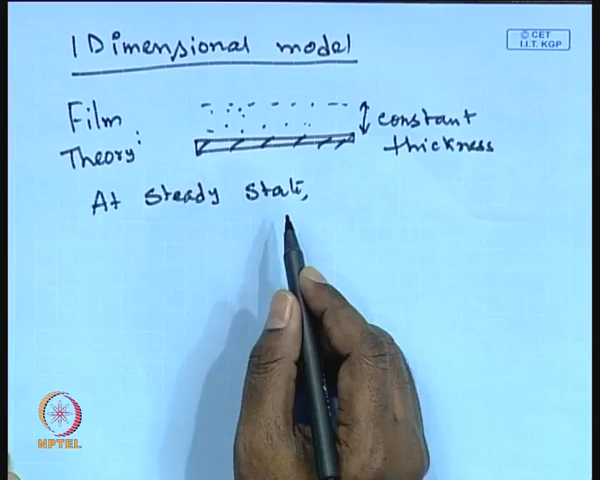 1 Dimensional model
© CET
I.I.T. KGP
Film
Theory:
constant
thickness
At steady state,
NPTEL